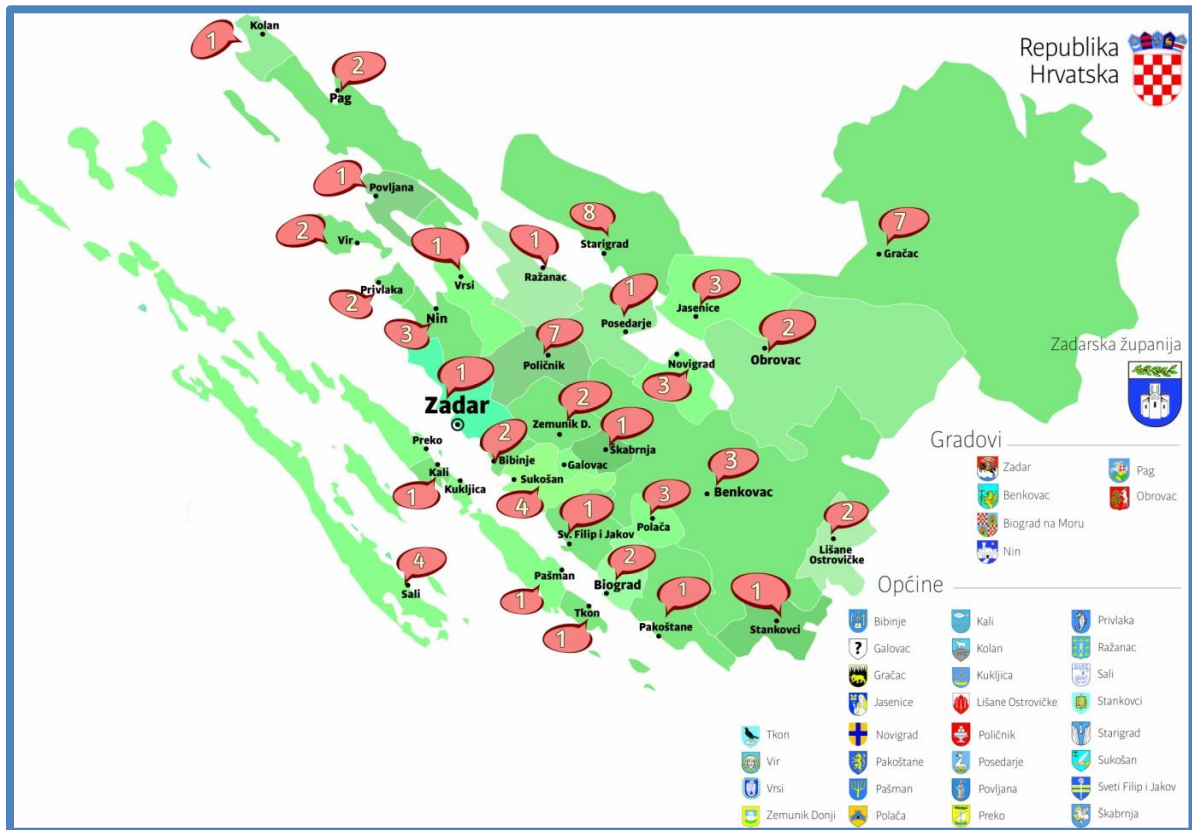 Kolan
1
2
Pag
Republika
Hrvatska
1
Povljana
2
Vir
1
Vrsi
1
Ražanac
8
Starigrad
7
Gračac
Privlaka
2
Nin
3
1
Posedarje
3
Jasenice
2
Obrovac
7
Poličnik
Novigrad
3
Zadarska županija
1
Zadar
2
Zemunik D.
1
Škabrnja
Preko
Kali
1
Kukljica
2
Bibinje
Galovac
Sukošan
4
3
Benkovac
1
Sv. Filip i Jakov
3
Polača
2
Lišane
Ostrovičke
4
Sali
Pašman
1
2
Biograd
Tkon
1
1
Pakoštane
1
Stankovci
Gradovi
Zadar
Benkovac
Biograd na Moru
Nin
Pag
Obrovac
Općine
Bibinje
Galovac
?
Gračac
Jasenice
Tkon
Novigrad
Vir
Pakoštane
Vrsi
Pašman
Zemunik Donji
Polača
Kali
Kolan
Kukljica
Lišane Ostrovičke
Poličnik
Posedarje
Povljana
Preko
Privlaka
Ražanac
Sali
Stankovci
Starigrad
Sukošan
Sveti Filip i Jakov
Škabrnja